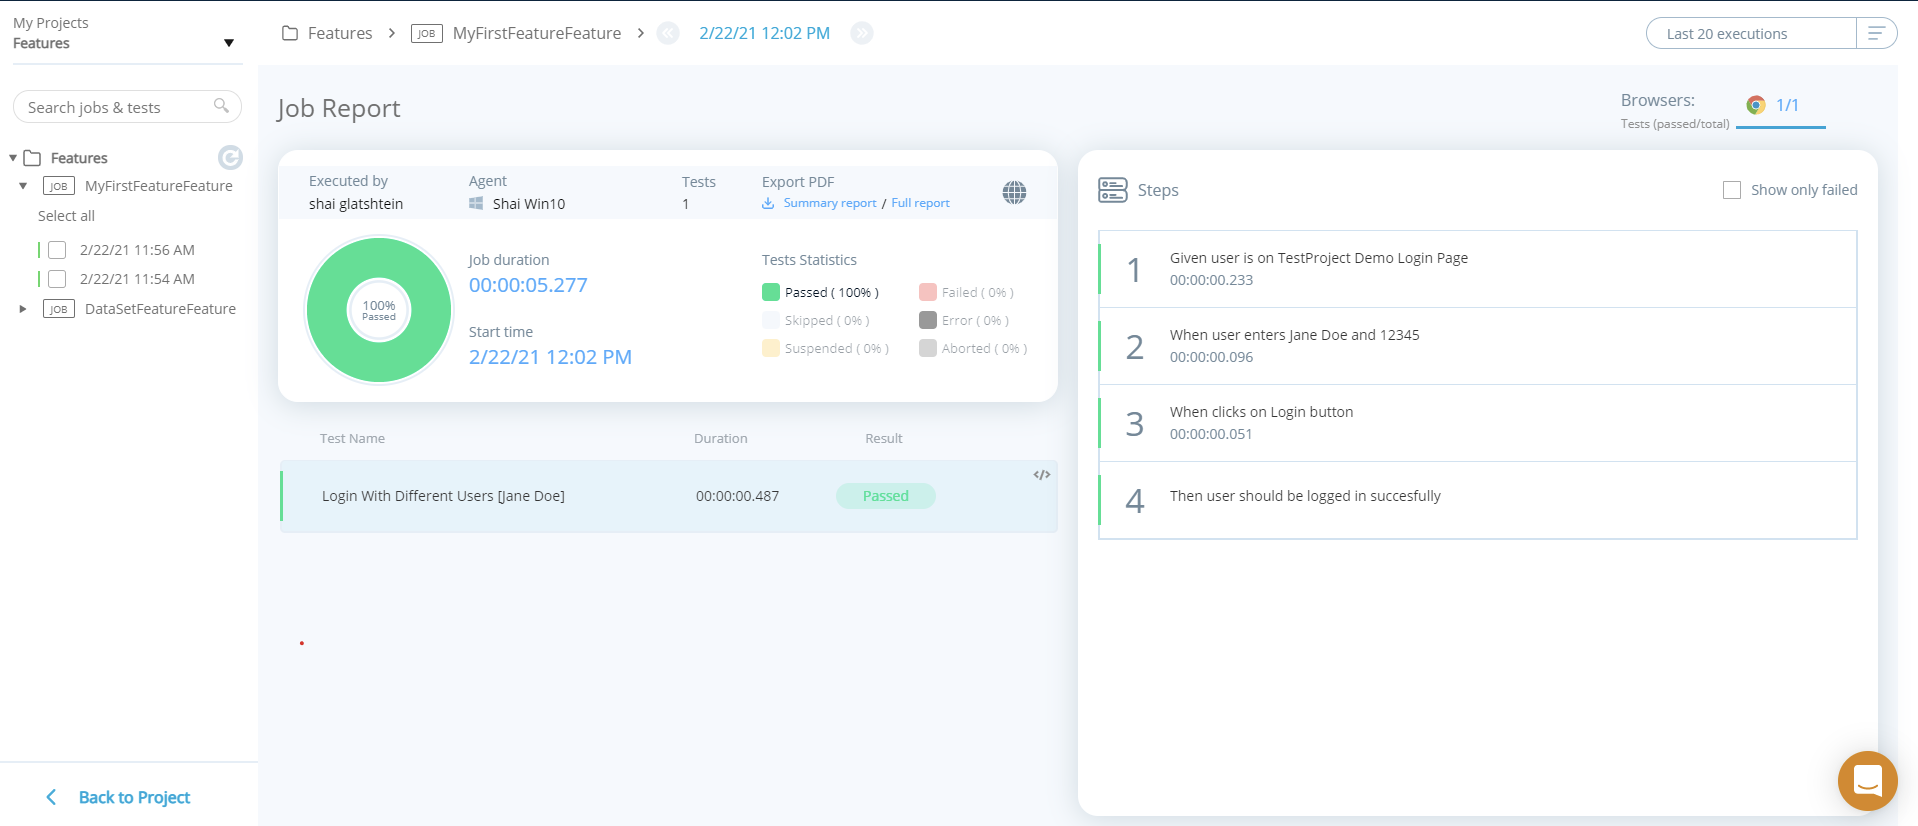 My Projects
Features
Search jobs & tests
Features
JOB MyFirstFeatureFeature
Select all
2/22/21 11:56 AM
2/22/21 11:54 AM
JOB DataSetFeatureFeature
Back to Project
Features > JOB MyFirstFeatureFeature > « 2/22/21 12:02 PM »
Last 20 executions
Job Report
Browsers:
Tests (passed/total)
1/1
Executed by
shai glatshtein
Agent
Shai Win10
Tests
1
Export PDF
Summary report / Full report
100%
Passed
Job duration
00:00:05.277
Start time
2/22/21 12:02 PM
Tests Statistics
Passed ( 100% )
Failed ( 0% )
Skipped ( 0% )
Error ( 0% )
Suspended ( 0% )
Aborted ( 0% )
Test Name Duration Result
</>
Login With Different Users [Jane Doe] 00:00:00.487 Passed
Steps
Show only failed
1
Given user is on TestProject Demo Login Page
00:00:00.233
2
When user enters Jane Doe and 12345
00:00:00.096
3
When clicks on Login button
00:00:00.051
4
Then user should be logged in succesfully